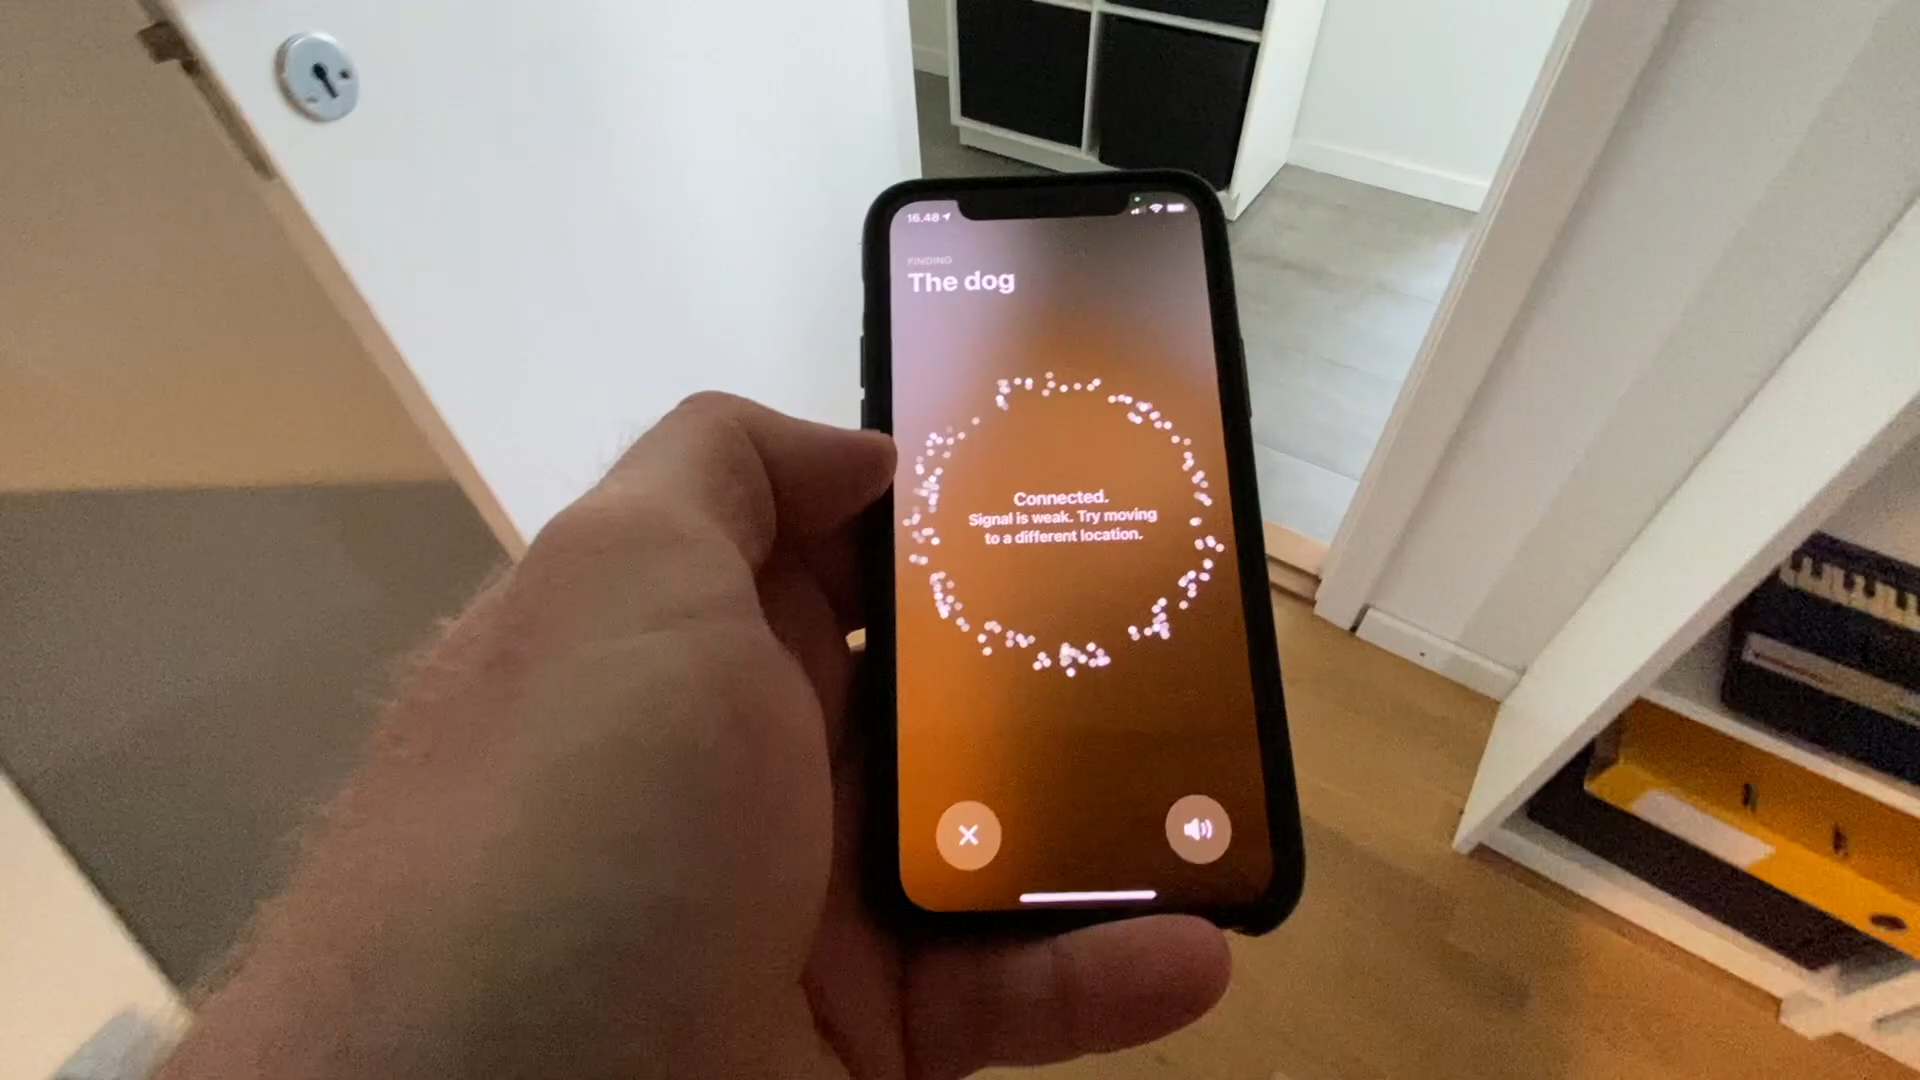 16.48
FINDING
The dog
Connected.
Signal is weak. Try moving
to a different location.